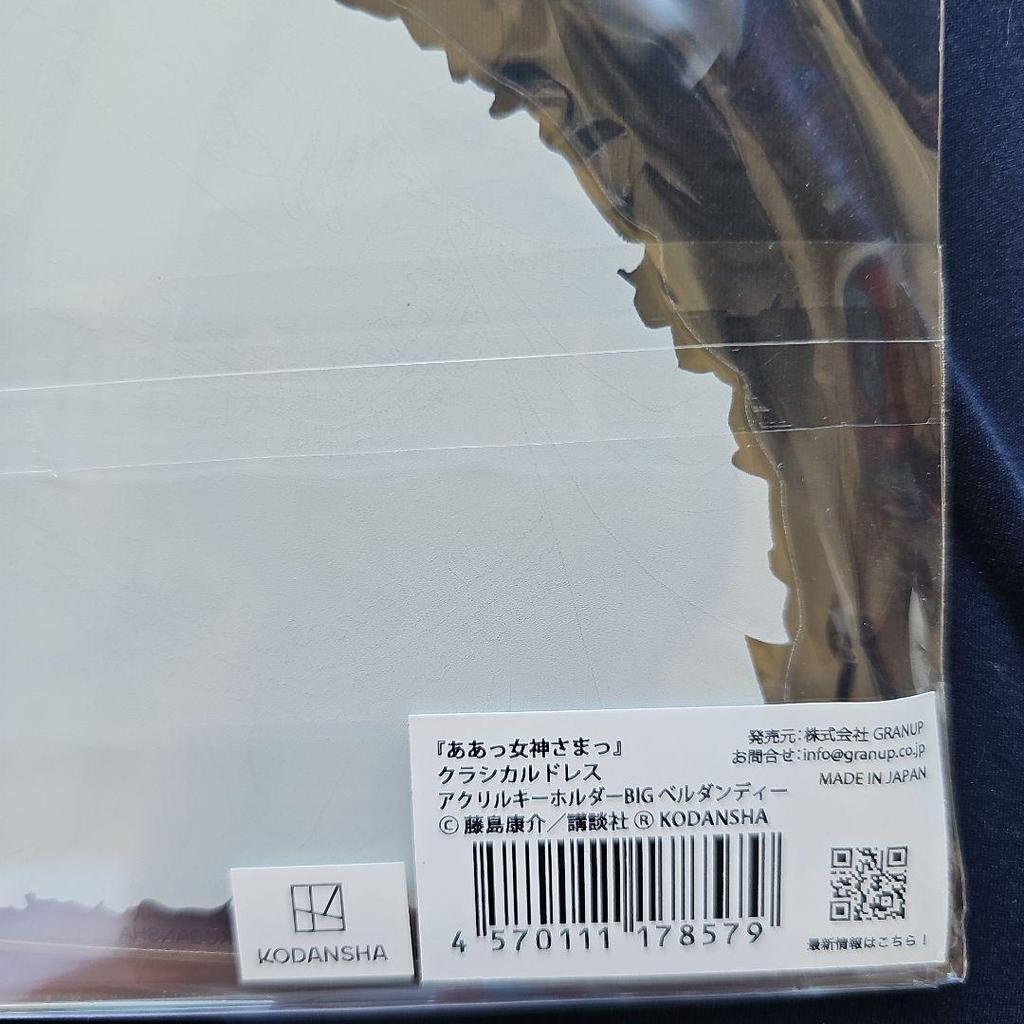 『ああっ女神さまっ』
クラシカルドレス
アクリルキーホルダーBIG ベルダンディー
© 藤島康介／講談社 Ⓡ KODANSHA
発売元:株式会社 GRANUP
お問合せ:info@granup.co.jp
MADE IN JAPAN
4 570111 178579
最新情報はこちら！
KODANSHA